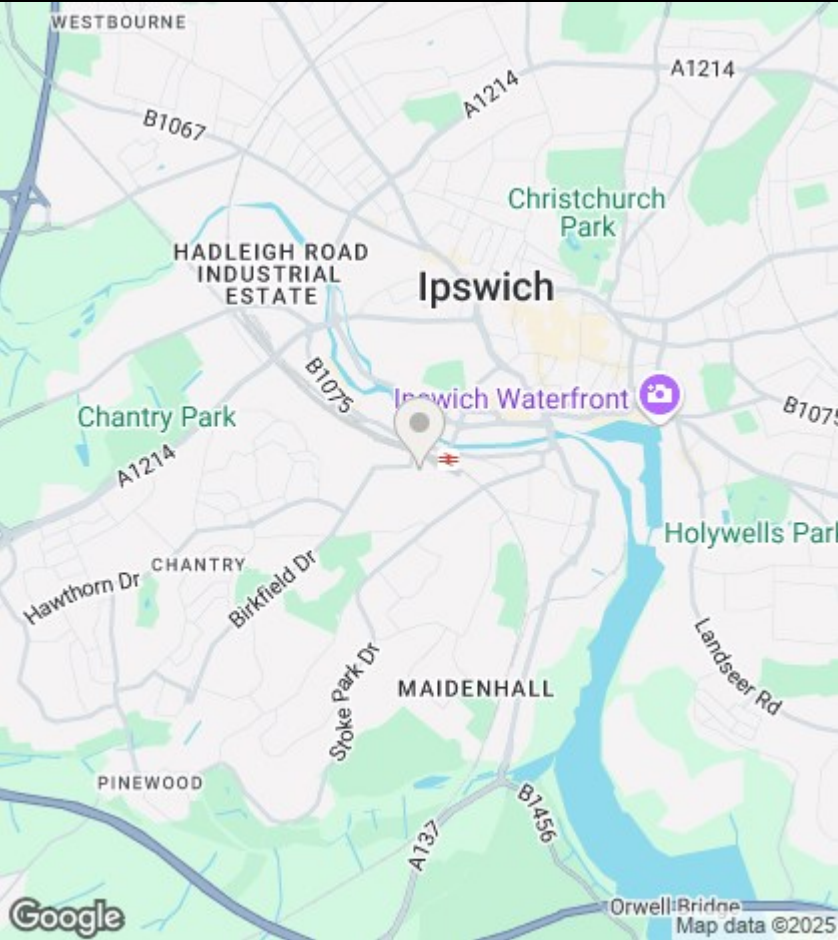 WESTBOURNE
A1214
A1214
B1067
Christchurch
Park
HADLEIGH ROAD
INDUSTRIAL
ESTATE
Ipswich
B1075
Ipswich Waterfront
Chantry Park
B1075
A1214
Holywells Park
CHANTRY
Hawthorn Dr
Birkfield Dr
Landseer Rd
Stoke Park Dr
MAIDENHALL
PINEWOOD
B1456
A137
Orwell Bridge
Google
Map data ©2025